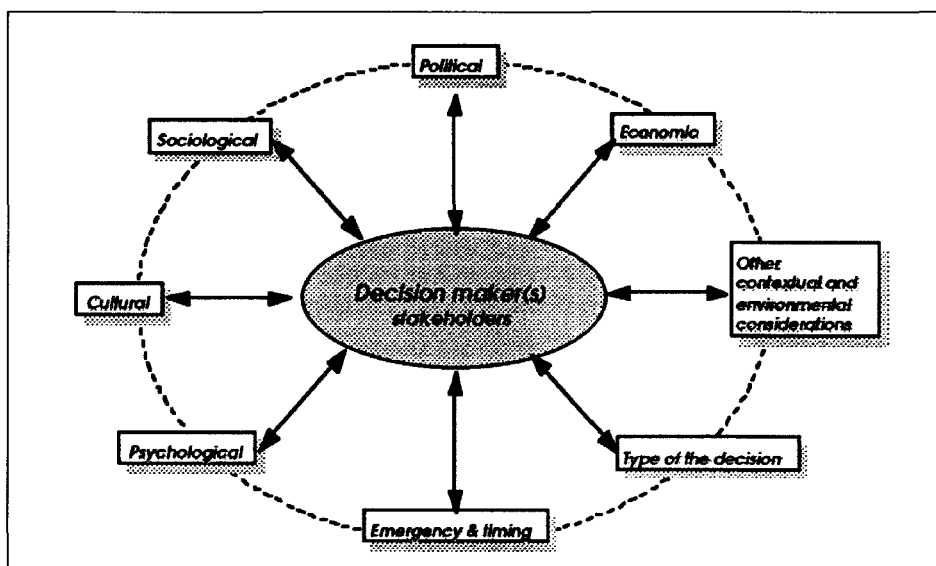 Political
Sociological
Economic
Decision maker(s)
stakeholders
Cultural
Other
contextual and
environmental
considerations
Psychological
Type of the decision
Emergency & timing